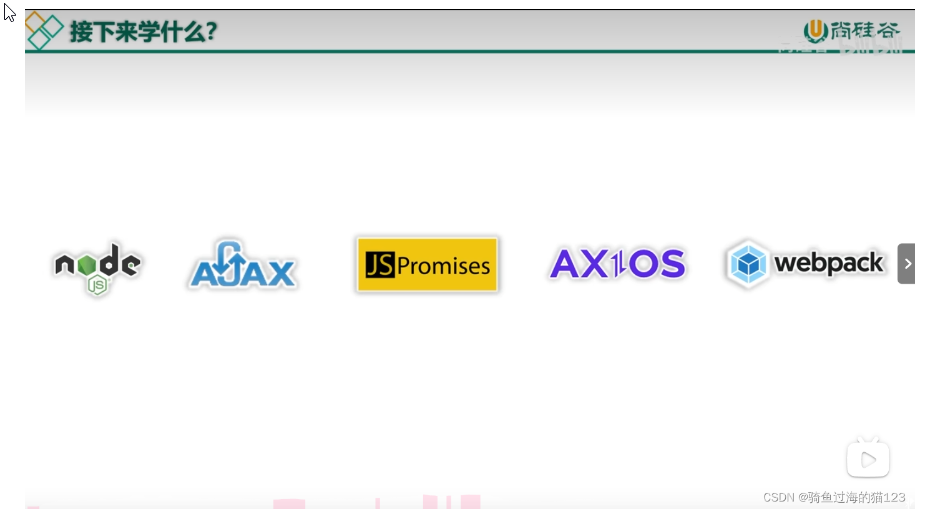 接下来学什么？
尚硅谷
node
JS
AJAX
JS Promises
AXIOS
webpack
CSDN @骑鱼过海的猫123